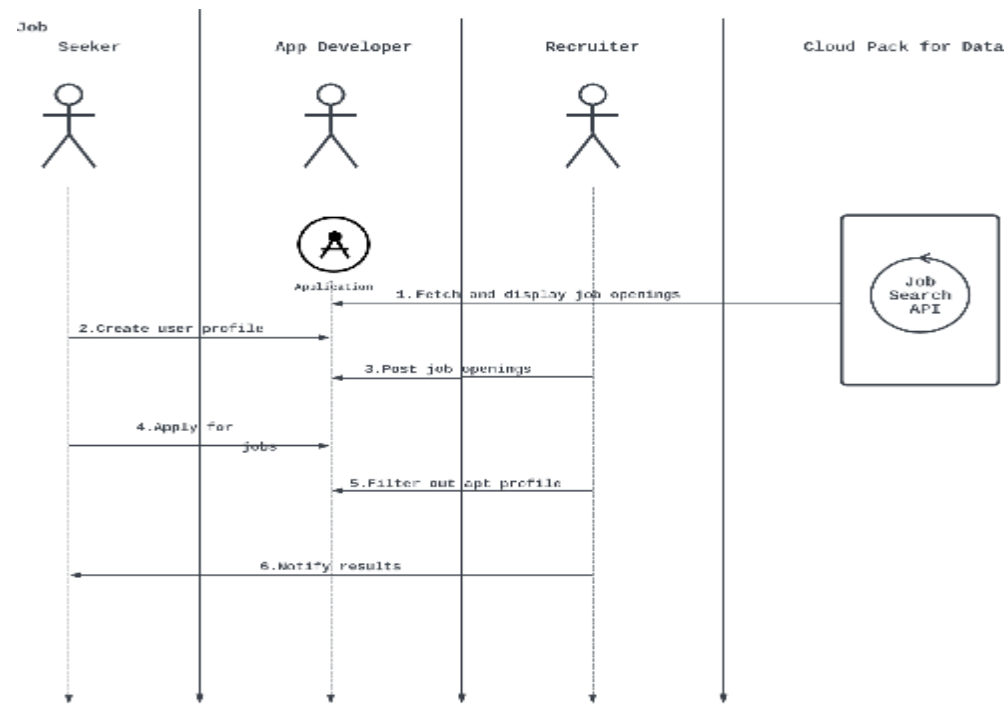 Job
Seeker
App Developer
Recruiter
Cloud Pack for Data
Application
1.Fetch and display job openings
Job
Search
API
2.Create user profile
3.Post job openings
4.Apply for
jobs
5.Filter out apt profile
6.Notify results